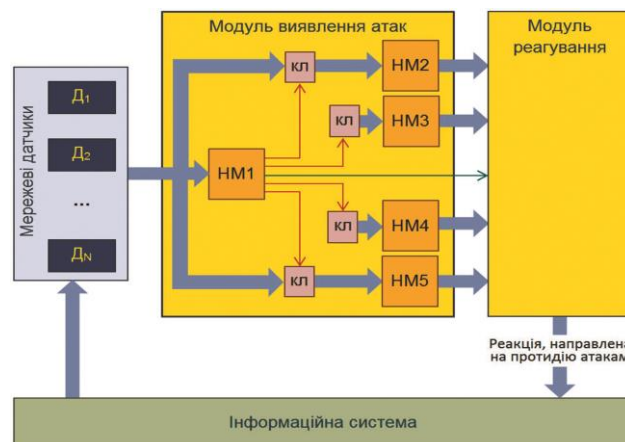 Модуль виявлення атак
Модуль
реагування
Мережеві датчики
Д1
Д2
...
ДN
НМ1
кл
НМ2
кл
НМ3
кл
НМ4
кл
НМ5
Реакція, направлена
на протидію атакам
Інформаційна система